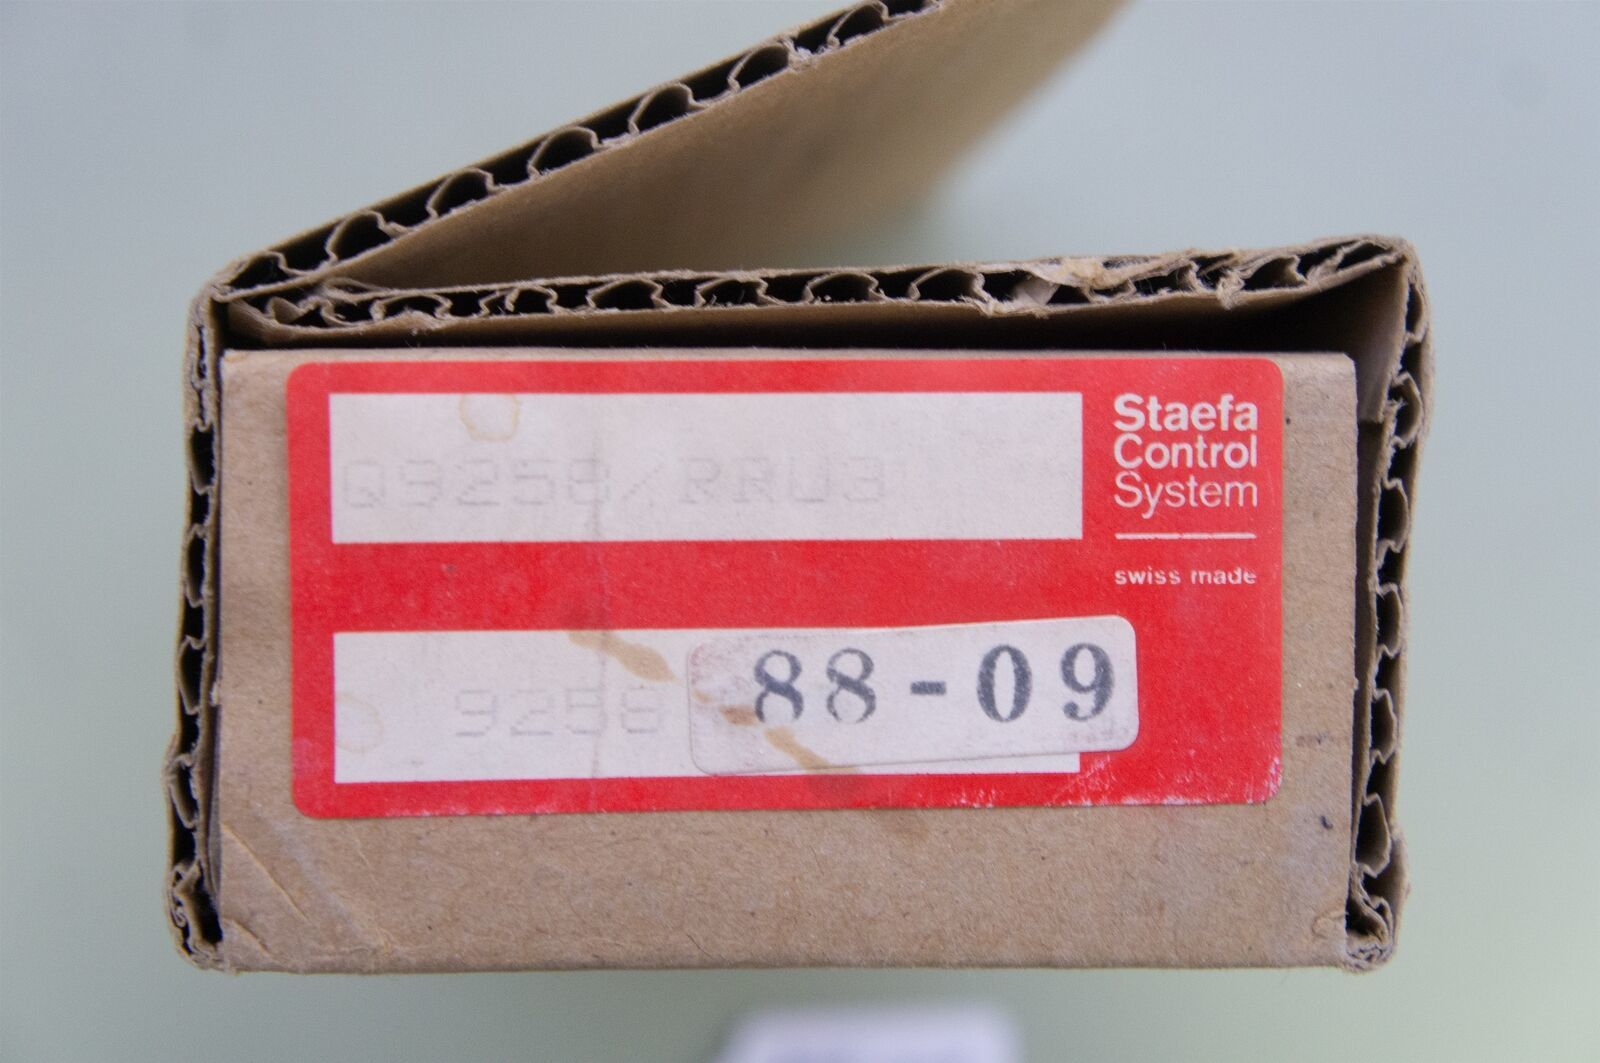 Q9258/RRU3
Staefa
Control
System
swiss made
9258
88-09